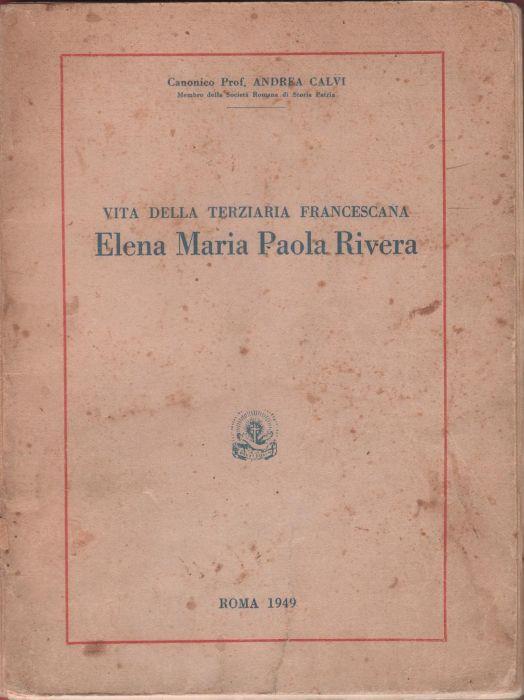 Canonico Prof. ANDREA CALVI
Membro della Società Romana di Storia Patria
VITA DELLA TERZIARIA FRANCESCANA
Elena Maria Paola Rivera
ROMA 1949